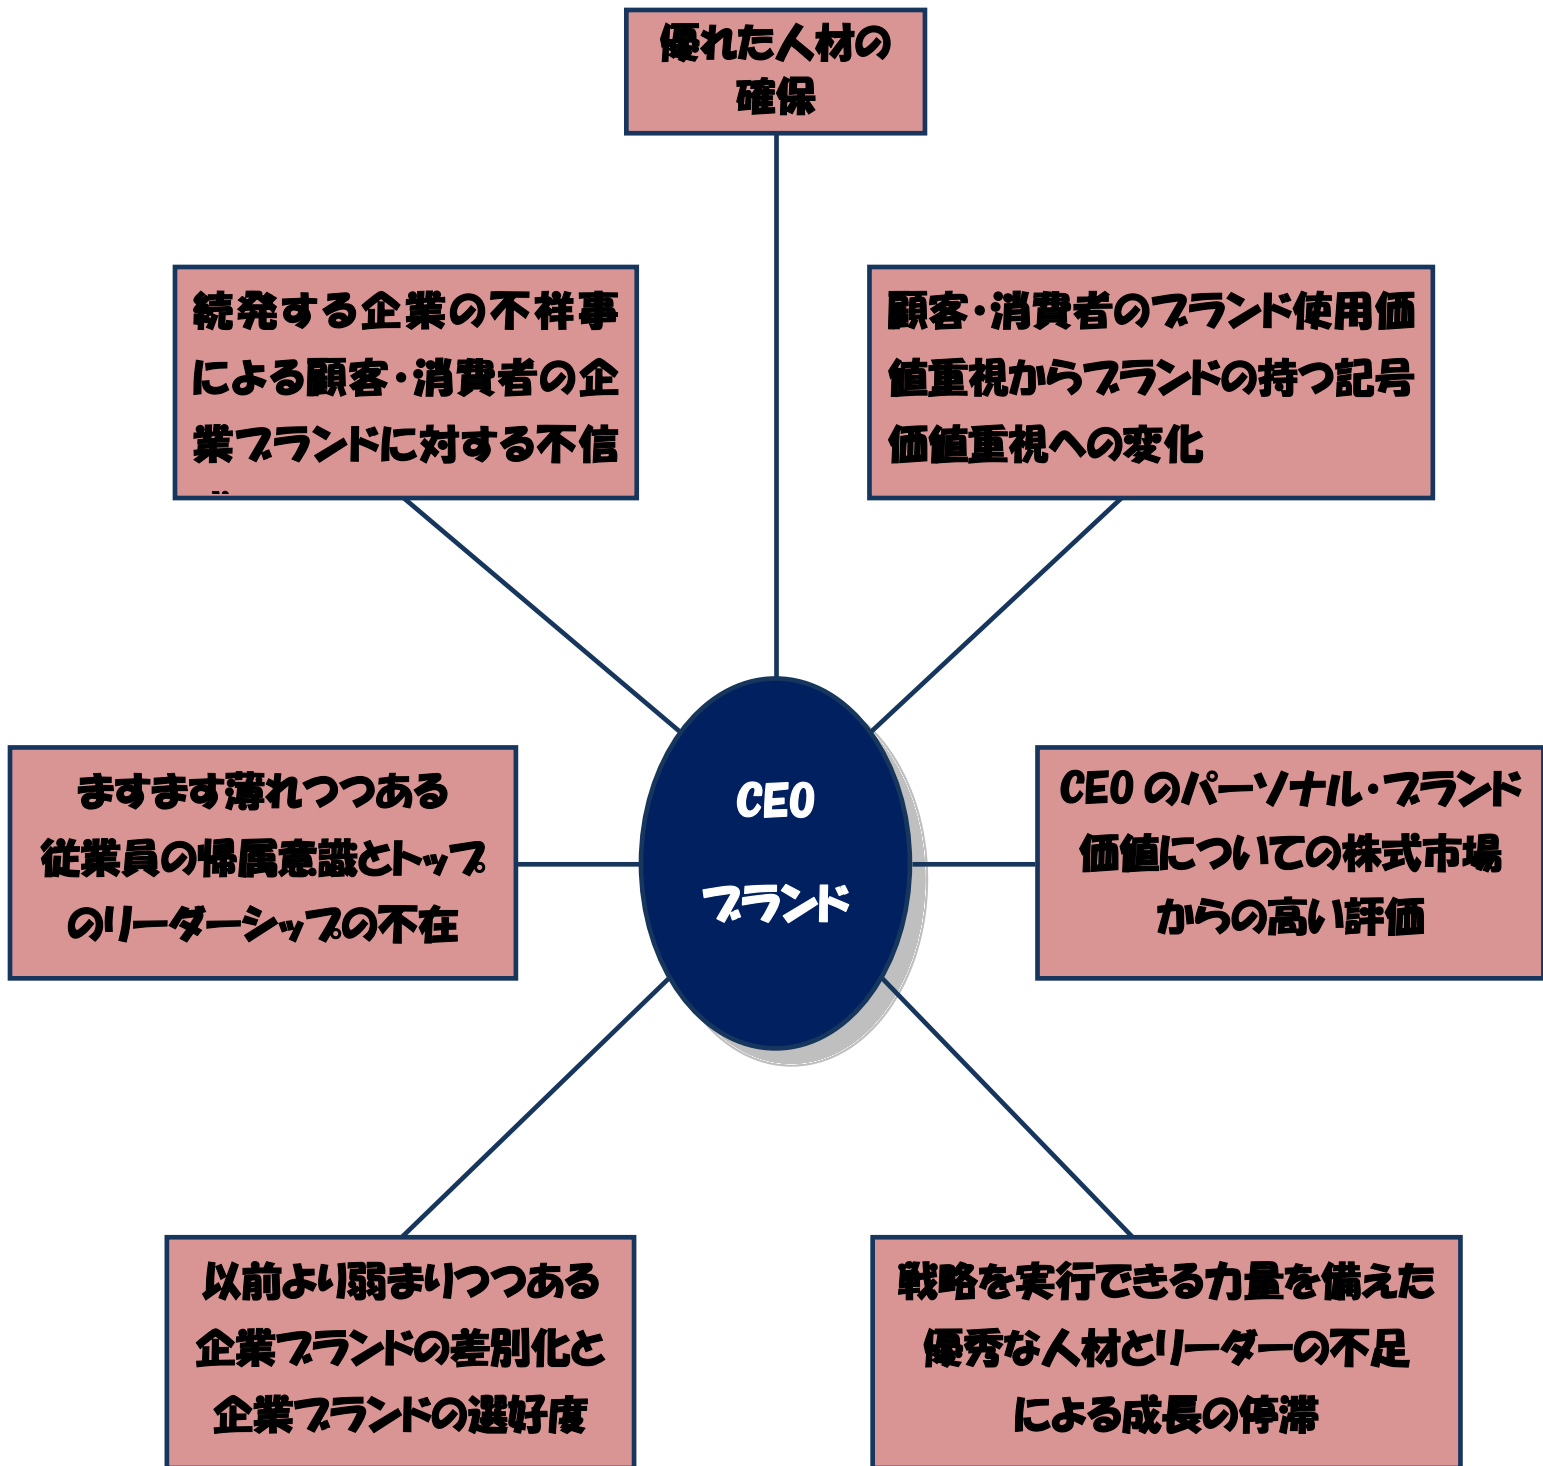 優れた人材の
確保
続発する企業の不祥事
による顧客・消費者の企
業ブランドに対する不信
顧客・消費者のブランド使用価
値重視からブランドの持つ記号
価値重視への変化
ますます薄れつつある
従業員の帰属意識とトップ
のリーダーシップの不在
CEO
ブランド
CEO のパーソナル・ブランド
価値についての株式市場
からの高い評価
以前より弱まりつつある
企業ブランドの差別化と
企業ブランドの選好度
戦略を実行できる力量を備えた
優秀な人材とリーダーの不足
による成長の停滞